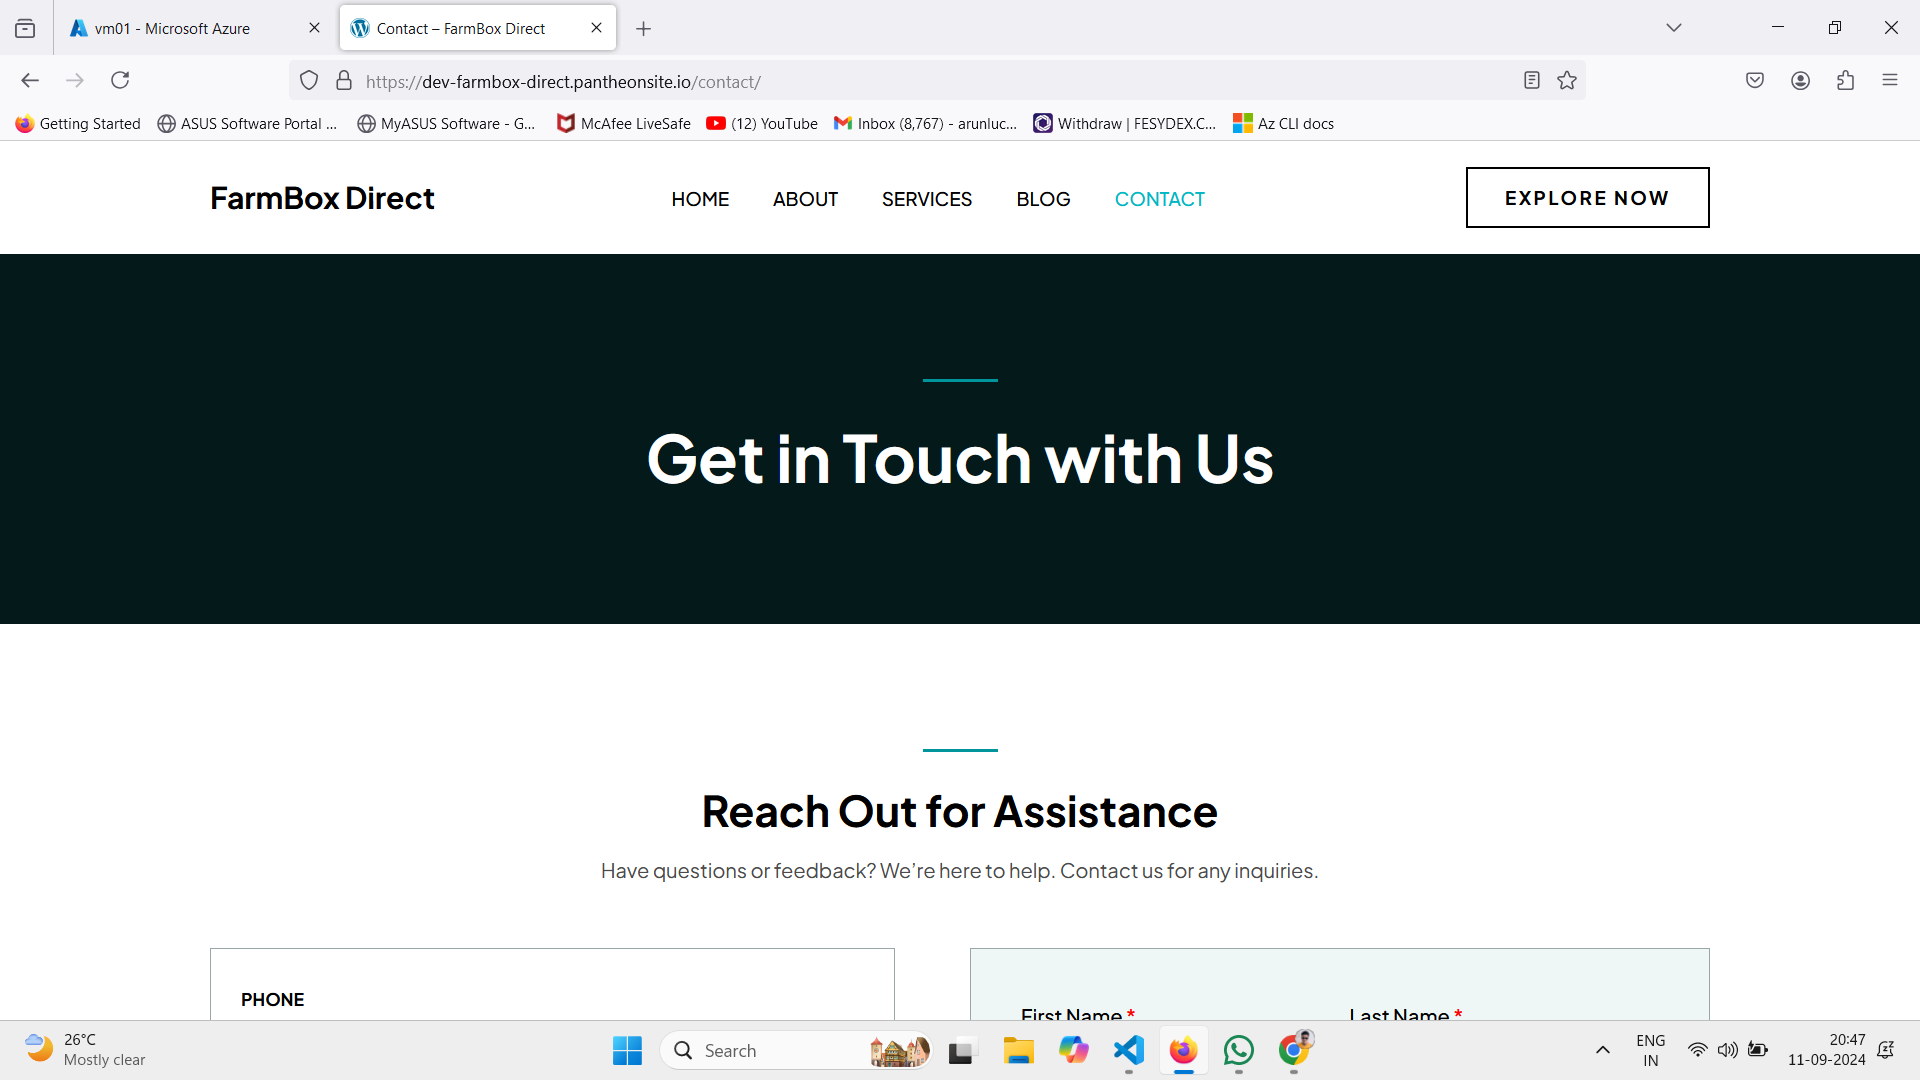 vm01 - Microsoft Azure
Contact – FarmBox Direct
https://dev-farmbox-direct.pantheonsite.io/contact/
Getting Started
ASUS Software Portal ...
MyASUS Software - G...
McAfee LiveSafe
(12) YouTube
Inbox (8,767) - arunluc...
Withdraw | FESYDEX.C...
Az CLI docs
FarmBox Direct
HOME
ABOUT
SERVICES
BLOG
CONTACT
EXPLORE NOW
Get in Touch with Us
Reach Out for Assistance
Have questions or feedback? We’re here to help. Contact us for any inquiries.
PHONE
First Name *
Last Name *
26°C
Mostly clear
Search
ENG
IN
20:47
11-09-2024